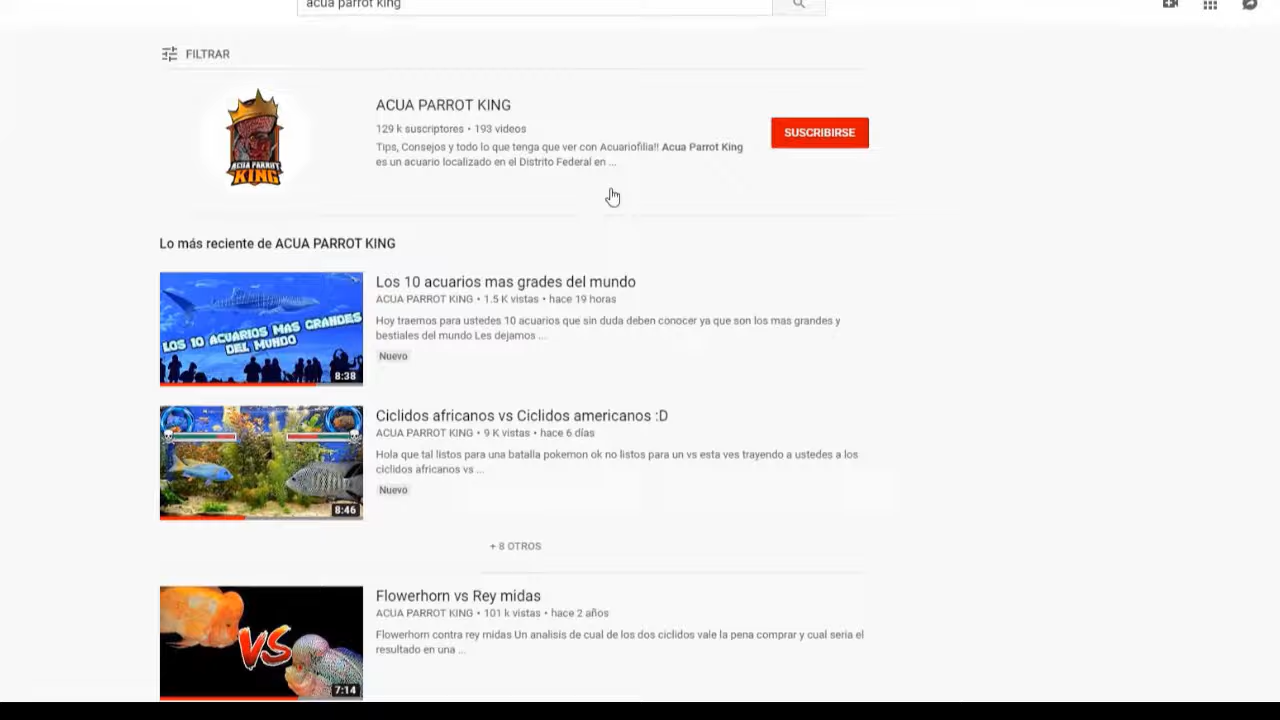 acua parrot king
FILTRAR
ACUA PARROT KING
129 k suscriptores • 193 videos
SUSCRIBIRSE
Tips, Consejos y todo lo que tenga que ver con Acuariofilia!! Acua Parrot King
es un acuario localizado en el Distrito Federal en ...
ACUA PARROT
KING
Lo más reciente de ACUA PARROT KING
Los 10 acuarios mas grades del mundo
ACUA PARROT KING • 1.5 K vistas • hace 19 horas
Hoy traemos para ustedes 10 acuarios que sin duda deben conocer ya que son los mas grandes y
bestiales del mundo Les dejamos ...
Nuevo
LOS 10 ACUARIOS MAS GRANDES
DEL MUNDO
8:38
Ciclidos africanos vs Ciclidos americanos :D
ACUA PARROT KING • 9 K vistas • hace 6 días
Hola que tal listos para una batalla pokemon ok no listos para un vs esta ves trayendo a ustedes a los
ciclidos africanos vs ...
Nuevo
8:46
+ 8 OTROS
Flowerhorn vs Rey midas
ACUA PARROT KING • 101 k vistas • hace 2 años
Flowerhorn contra rey midas Un analisis de cual de los dos ciclidos vale la pena comprar y cual seria el
resultado en una ...
VS
7:14